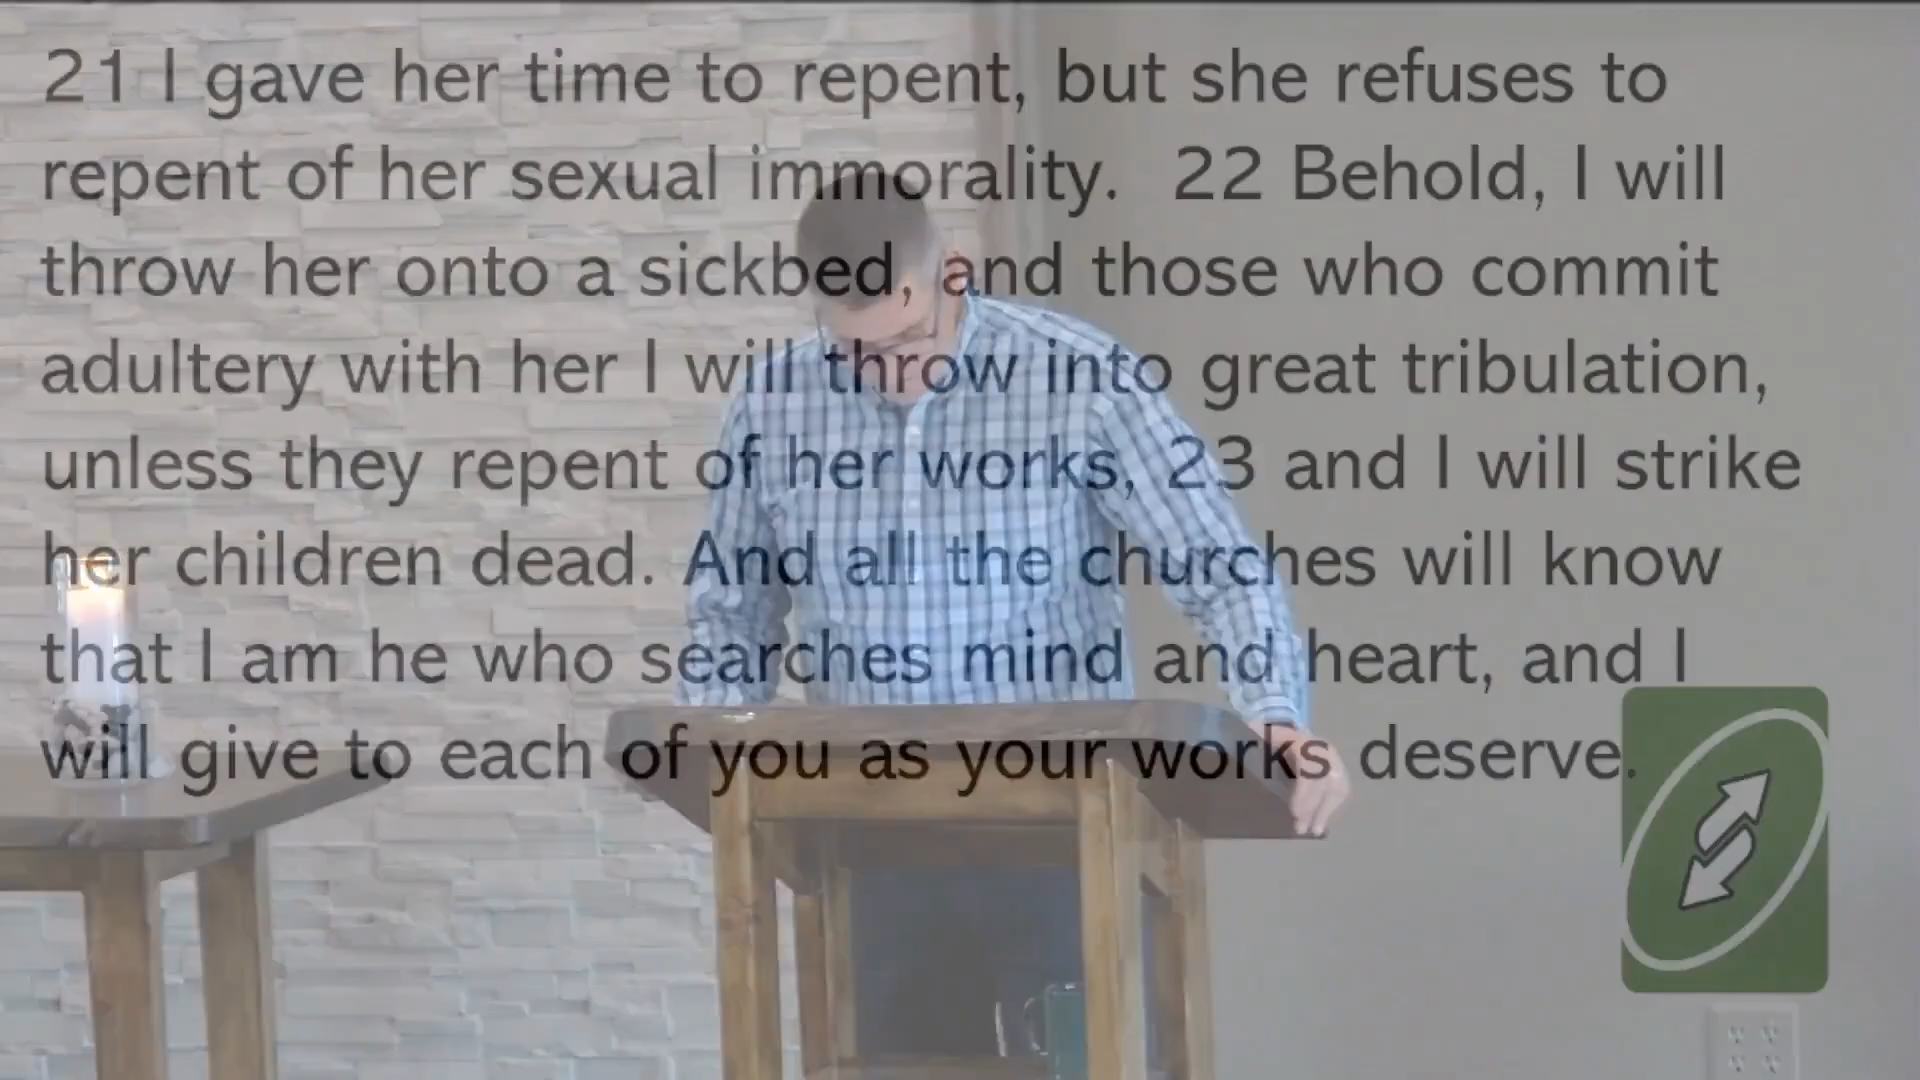 21 I gave her time to repent, but she refuses to
repent of her sexual immorality. 22 Behold, I will
throw her onto a sickbed, and those who commit
adultery with her I will throw into great tribulation,
unless they repent of her works, 23 and I will strike
her children dead. And all the churches will know
that I am he who searches mind and heart, and I
will give to each of you as your works deserve.